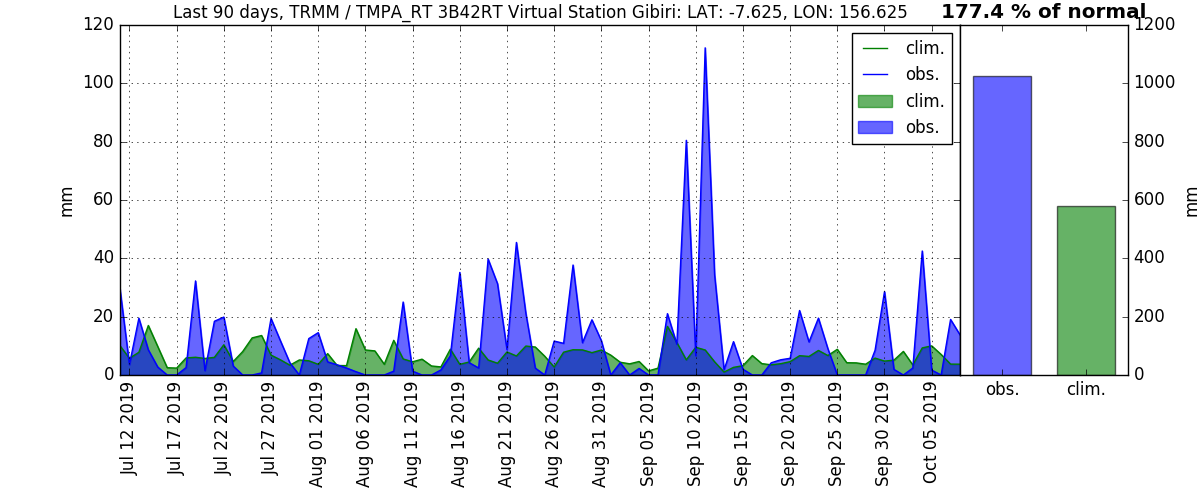 Last 90 days, TRMM / TMPA_RT 3B42RT Virtual Station Gibiri: LAT: -7.625, LON: 156.625
177.4 % of normal
120
100
80
60
40
20
0
mm
clim.
obs.
clim.
obs.
Jul 12 2019
Jul 17 2019
Jul 22 2019
Jul 27 2019
Aug 01 2019
Aug 06 2019
Aug 11 2019
Aug 16 2019
Aug 21 2019
Aug 26 2019
Aug 31 2019
Sep 05 2019
Sep 10 2019
Sep 15 2019
Sep 20 2019
Sep 25 2019
Sep 30 2019
Oct 05 2019
1200
1000
800
600
400
200
0
mm
obs.
clim.